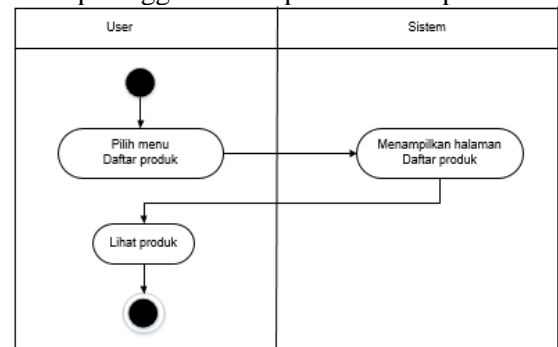 User
Sistem
Pilih menu
Daftar produk
Menampilkan halaman
Daftar produk
Lihat produk